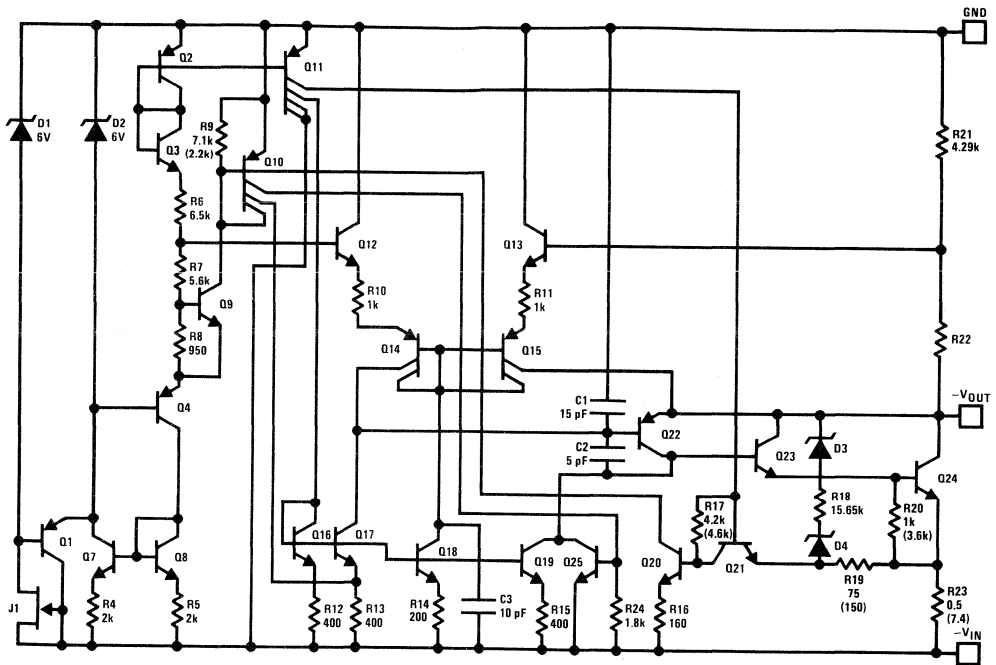 GND
Q2
Q11
D1
6V
D2
6V
R9
7.1k
(2.2k)
Q3
Q10
R21
4.29k
R6
6.5k
Q12
Q13
R7
5.6k
R10
1k
R11
1k
Q9
R8
950
Q14
Q15
R22
Q4
C1
15 pF
–VOUT
Q22
C2
5 pF
Q23
D3
Q24
R17
4.2k
(4.6k)
R18
15.65k
R20
1k
(3.6k)
Q1
Q7
Q8
Q16
Q17
Q18
Q19
Q25
Q20
Q21
D4
R19
75
(150)
J1
R4
2k
R5
2k
R12
400
R13
400
R14
200
C3
10 pF
R15
400
R24
1.8k
R16
160
R23
0.5
(7.4)
–VIN